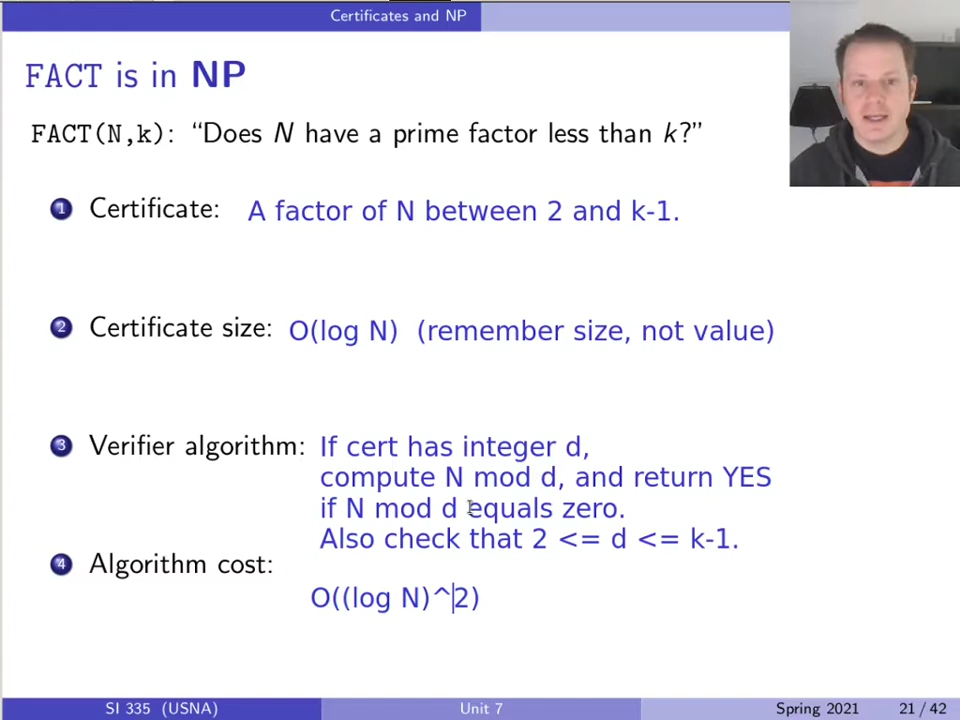 Certificates and NP
FACT is in NP
FACT(N,k): “Does N have a prime factor less than k?”
1 Certificate: A factor of N between 2 and k-1.
2 Certificate size: O(log N) (remember size, not value)
3 Verifier algorithm: If cert has integer d,
compute N mod d, and return YES
if N mod d equals zero.
Also check that 2 <= d <= k-1.
4 Algorithm cost:
O((log N)^2)
SI 335 (USNA) Unit 7 Spring 2021 21 / 42